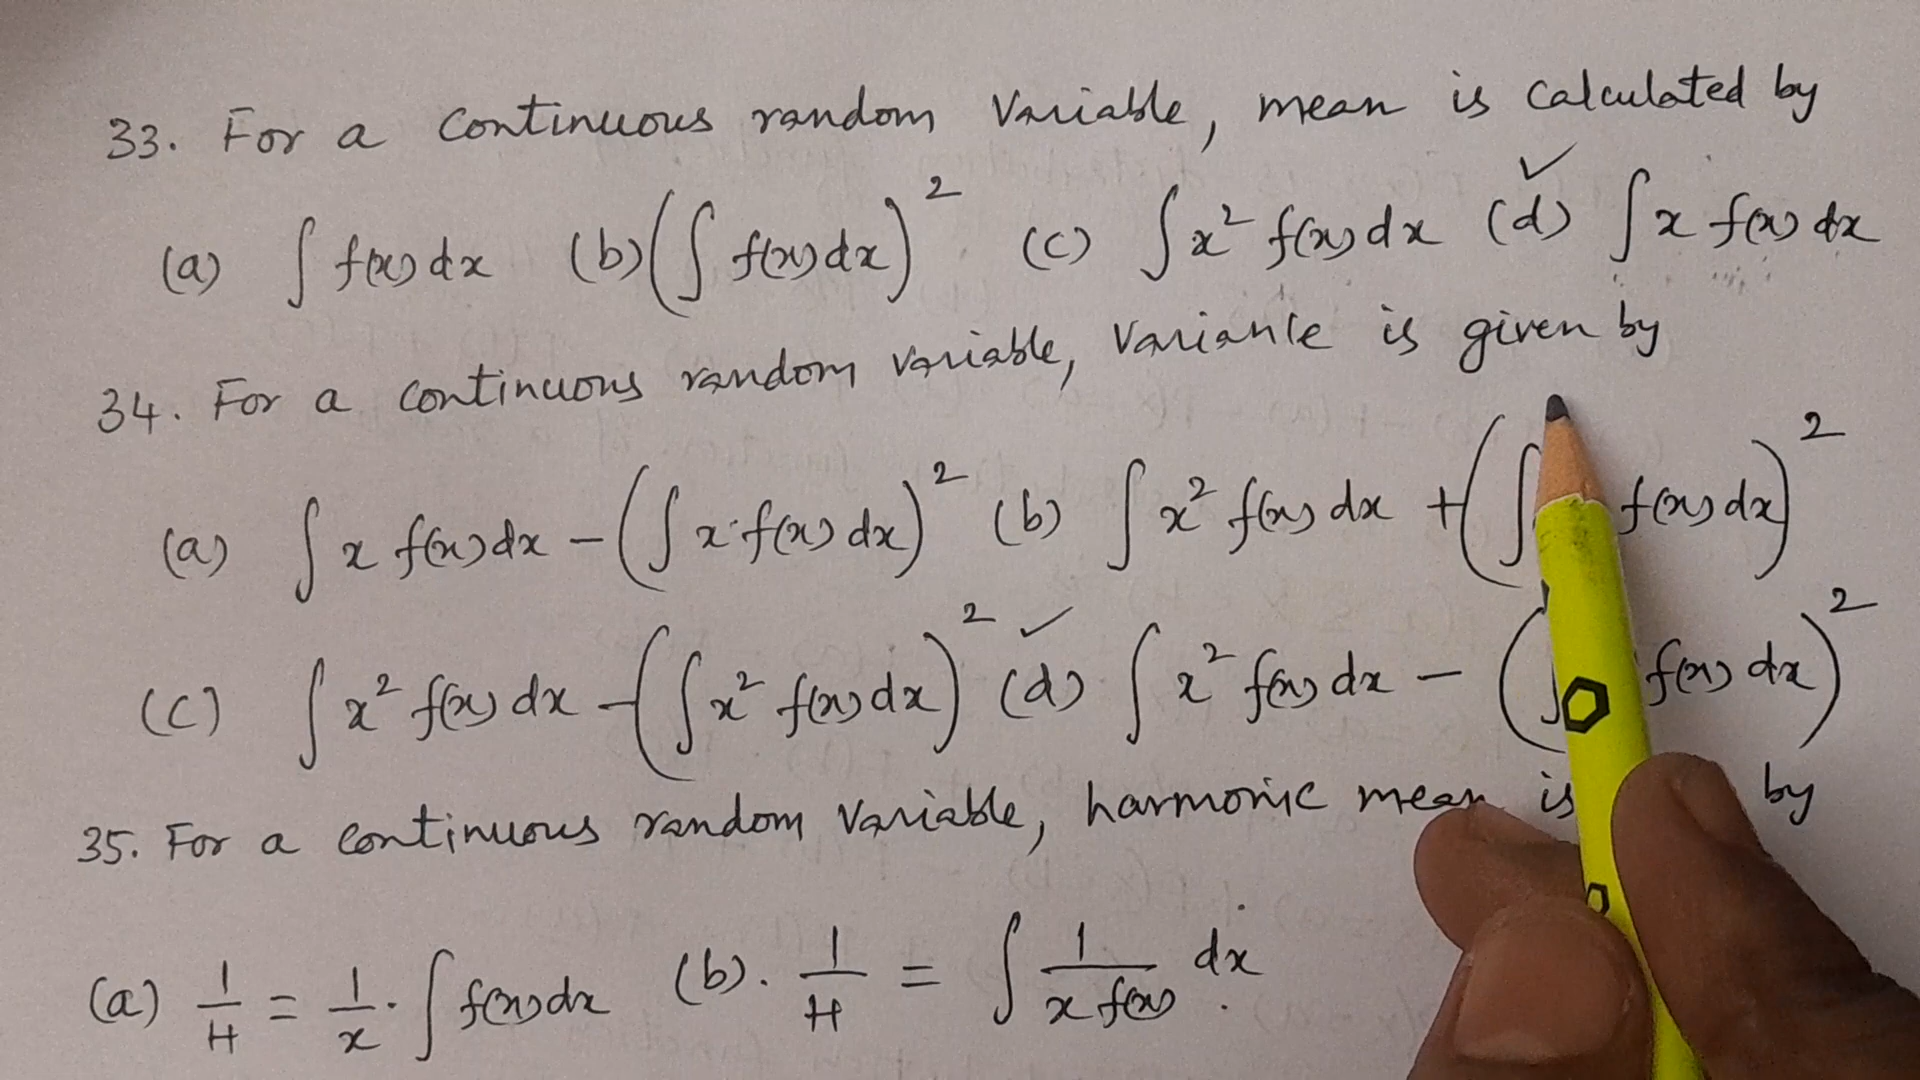 33. For a continuous random variable, mean is calculated by
(a) ∫ f(x) dx (b) (∫ f(x) dx)² (c) ∫ x² f(x) dx (d) ✓ ∫ x f(x) dx
34. For a continuous random variable, variance is given by
(a) ∫ x f(x) dx - (∫ x f(x) dx)² (b) ∫ x² f(x) dx + (∫ f(x) dx)²
(c) ∫ x² f(x) dx - (∫ x² f(x) dx)² (d) ✓ ∫ x² f(x) dx - (∫ f(x) dx)²
35. For a continuous random variable, harmonic mean is by
(a) 1/H = 1/x . ∫ f(x) dx (b). 1/H = ∫ 1/(x f(x)) dx .